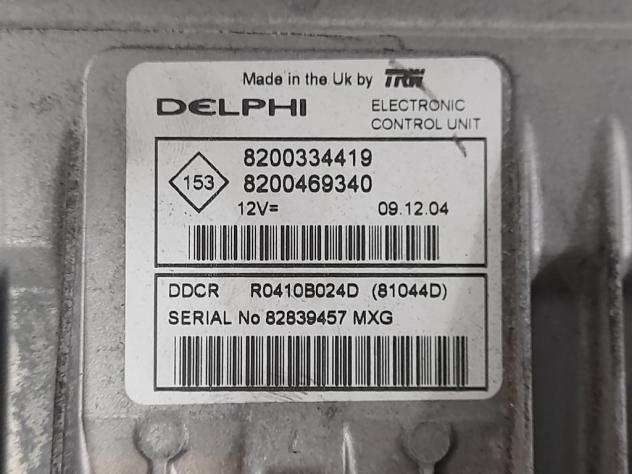 Made in the Uk by TRW
DELPHI
ELECTRONIC
CONTROL UNIT
153
8200334419
8200469340
12V=
09.12.04
DDCR R0410B024D (81044D)
SERIAL No 82839457 MXG